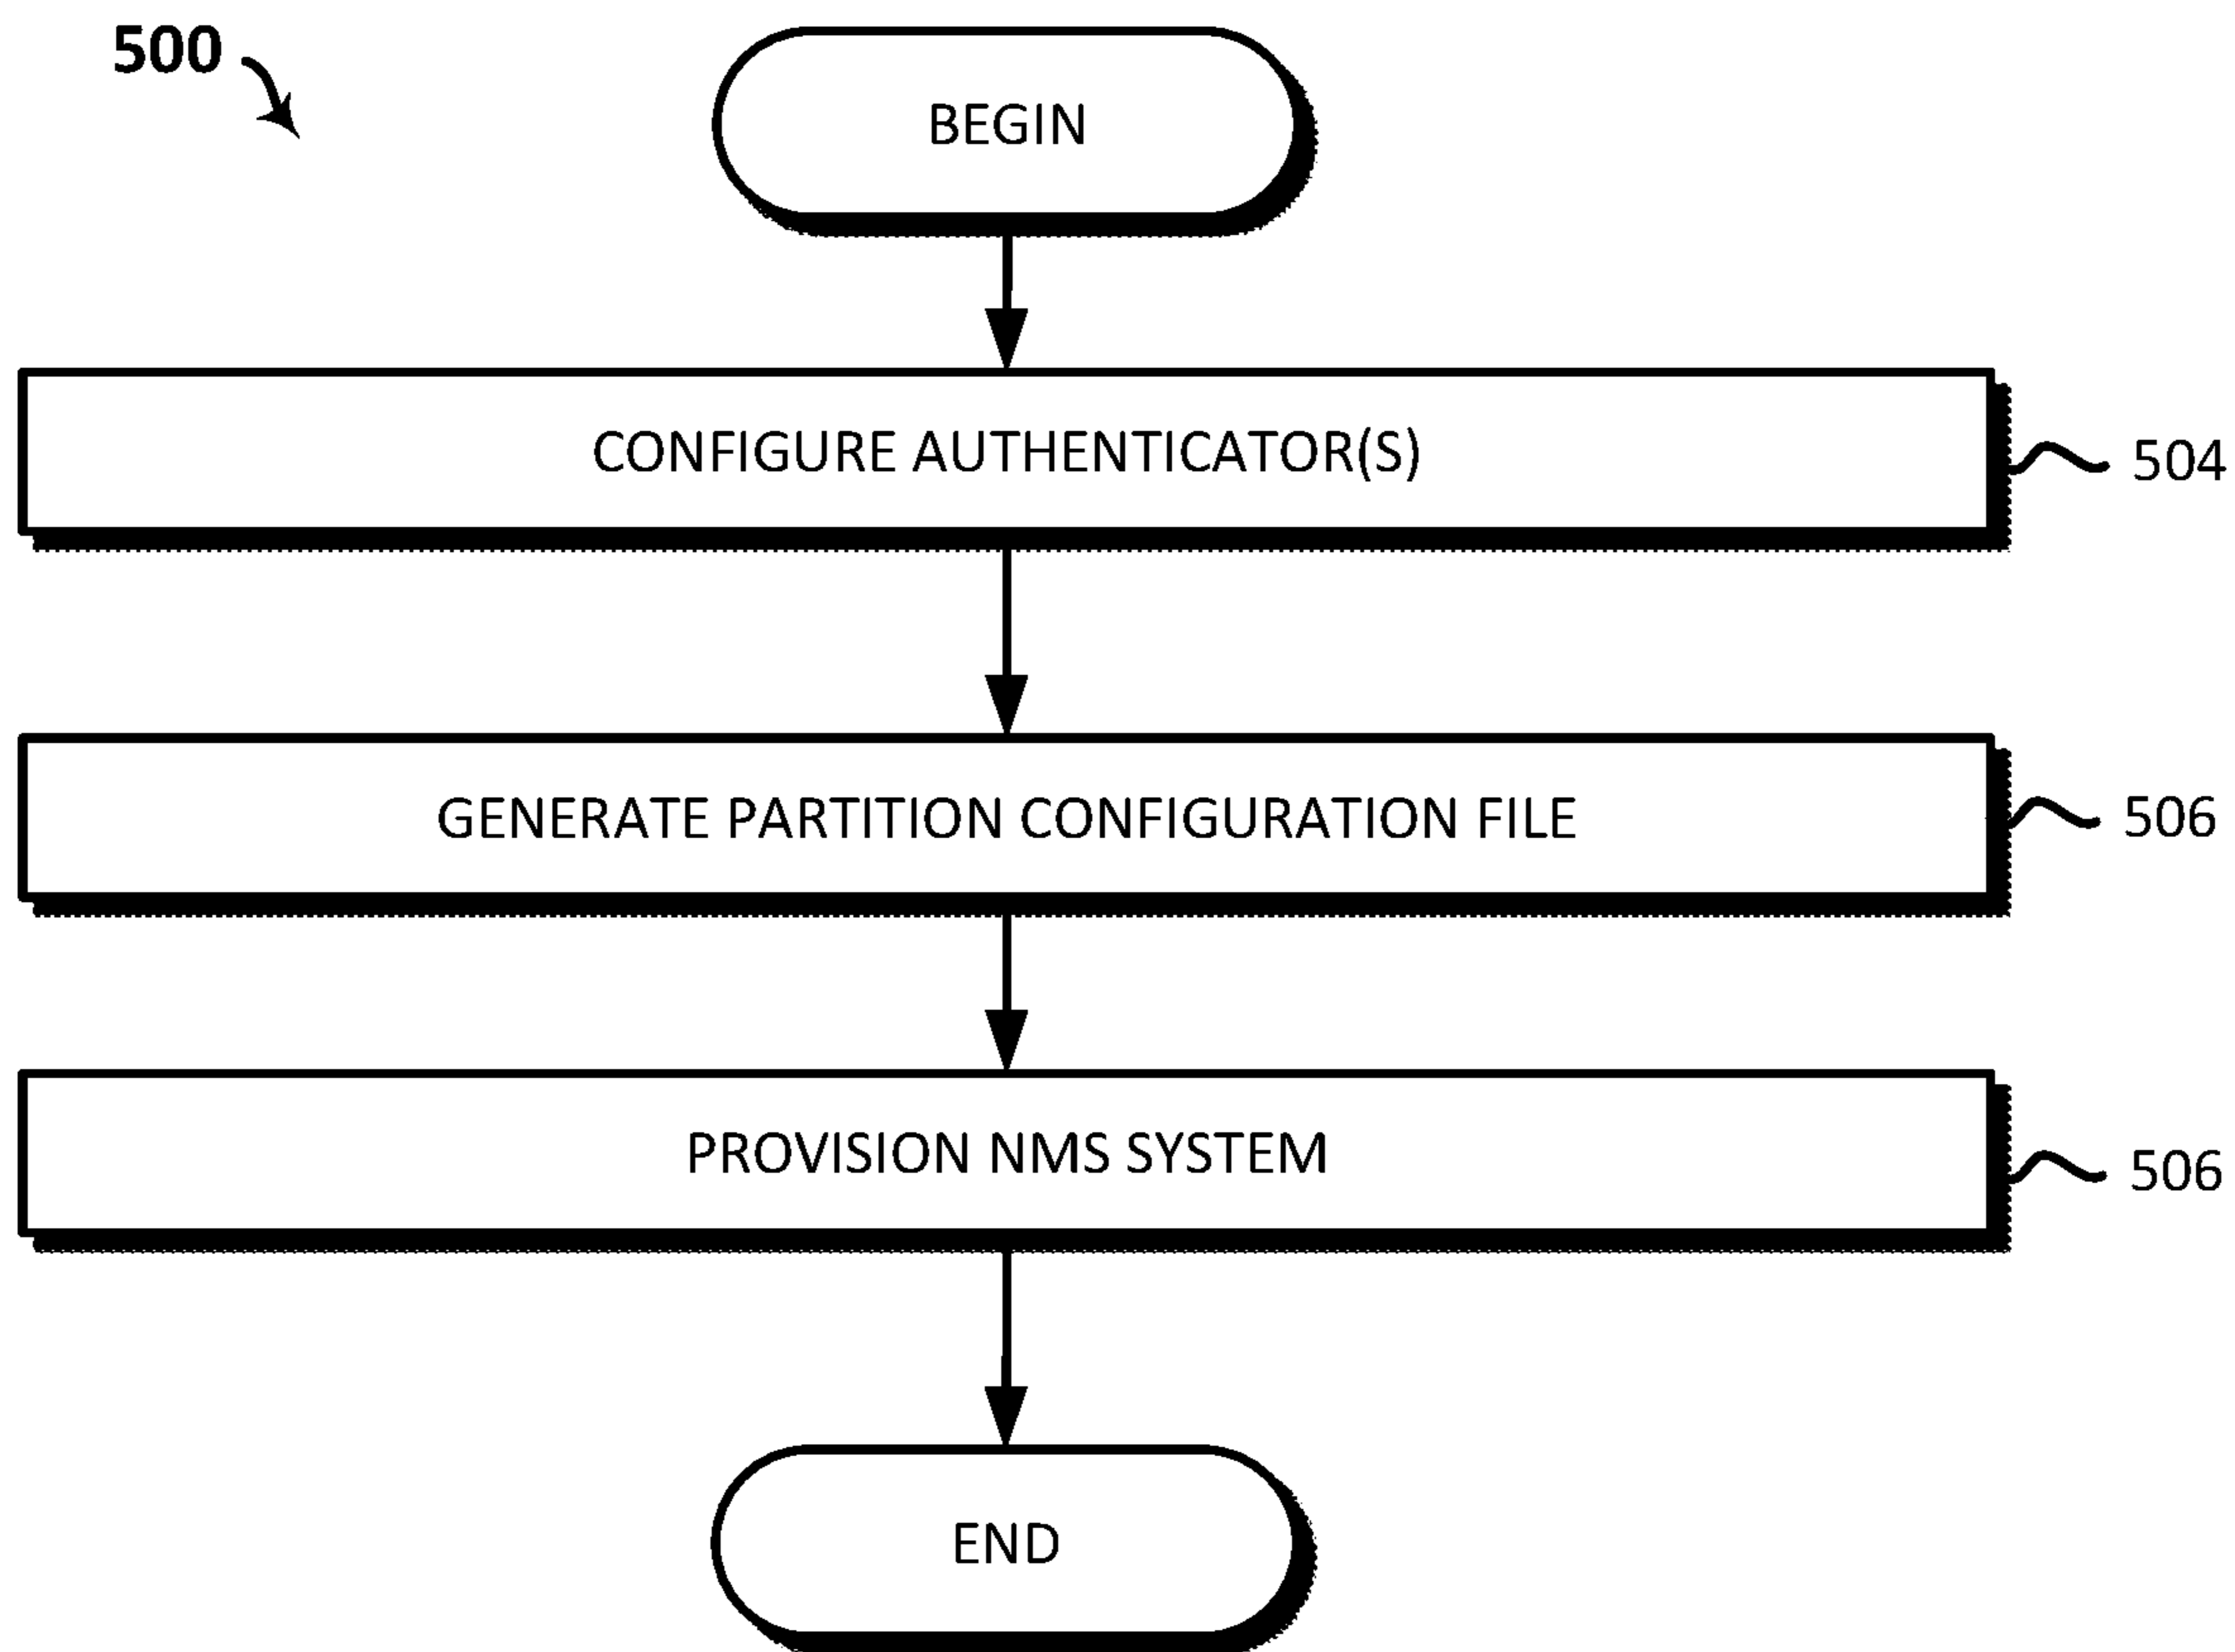 500
BEGIN
CONFIGURE AUTHENTICATOR(S)
504
GENERATE PARTITION CONFIGURATION FILE
506
PROVISION NMS SYSTEM
506
END